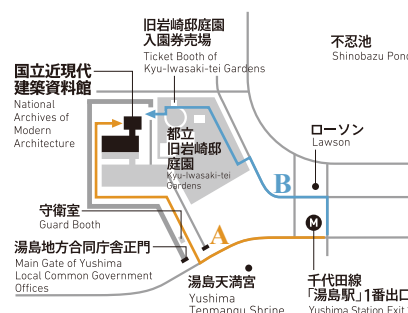 旧岩崎邸庭園
入園券売場
Ticket Booth of
Kyu-Iwasaki-tei Gardens
不忍池
Shinobazu Pond
国立近現代
建築資料館
National
Archives of
Modern
Architecture
都立
旧岩崎邸
庭園
Kyu-Iwasaki-tei
Gardens
ローソン
Lawson
B
守衛室
Guard Booth
A
M
湯島地方合同庁舎正門
Main Gate of Yushima
Local Common Government
Offices
湯島天満宮
Yushima
Tenmangu Shrine
千代田線
「湯島駅」1番出口
Yushima Station Exit